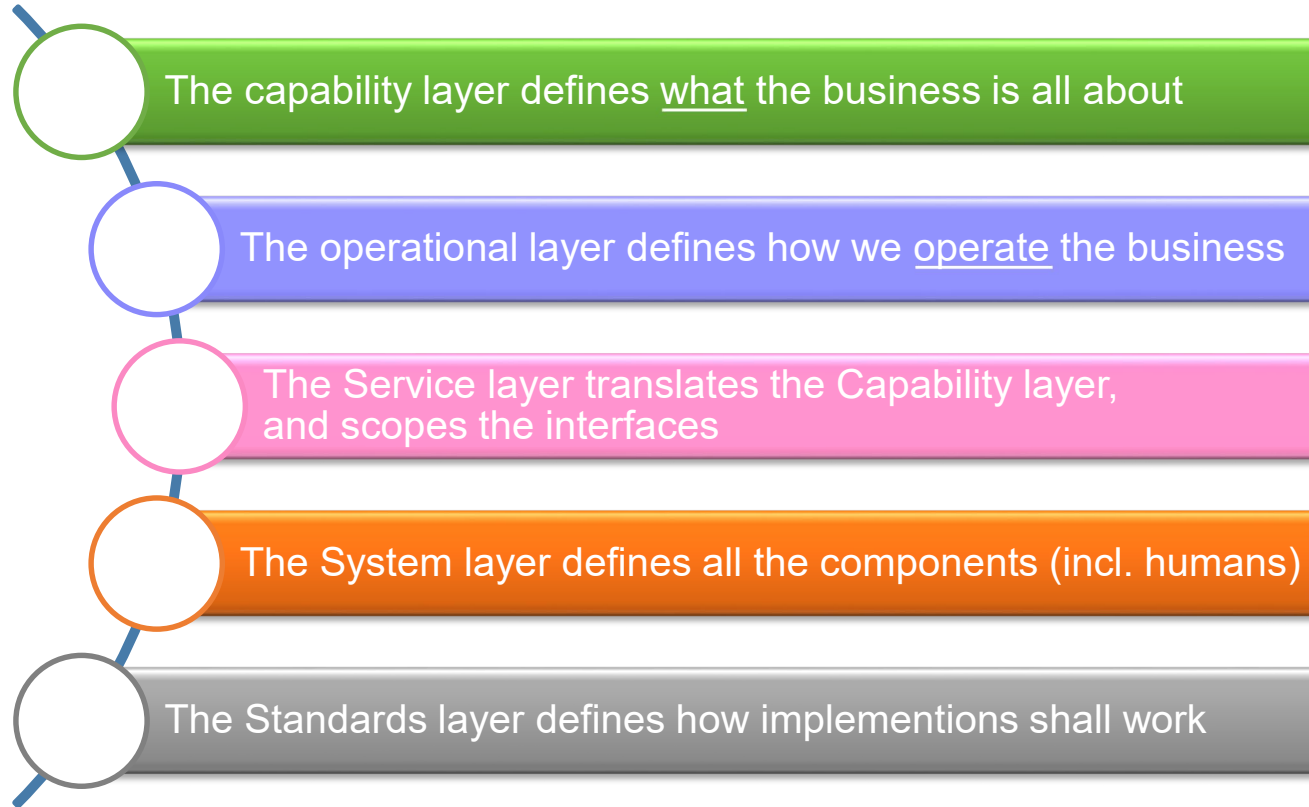 The capability layer defines what the business is all about
The operational layer defines how we operate the business
The Service layer translates the Capability layer,
and scopes the interfaces
The System layer defines all the components (incl. humans)
The Standards layer defines how implementions shall work